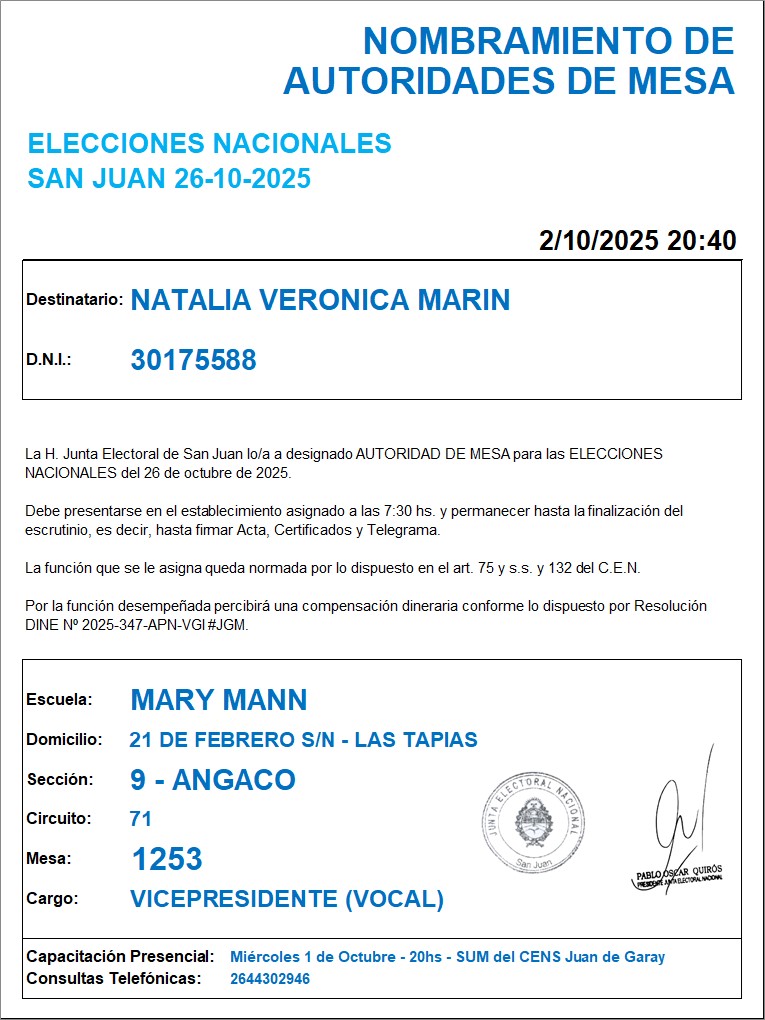 NOMBRAMIENTO DE
AUTORIDADES DE MESA
ELECCIONES NACIONALES
SAN JUAN 26-10-2025
2/10/2025 20:40
Destinatario: NATALIA VERONICA MARIN
D.N.I.: 30175588
La H. Junta Electoral de San Juan lo/a a designado AUTORIDAD DE MESA para las ELECCIONES
NACIONALES del 26 de octubre de 2025.
Debe presentarse en el establecimiento asignado a las 7:30 hs. y permanecer hasta la finalización del
escrutinio, es decir, hasta firmar Acta, Certificados y Telegrama.
La función que se le asigna queda normada por lo dispuesto en el art. 75 y s.s. y 132 del C.E.N.
Por la función desempeñada percibirá una compensación dineraria conforme lo dispuesto por Resolución
DINE Nº 2025-347-APN-VGI#JGM.
Escuela: MARY MANN
Domicilio: 21 DE FEBRERO S/N - LAS TAPIAS
Sección: 9 - ANGACO
Circuito: 71
Mesa: 1253
Cargo: VICEPRESIDENTE (VOCAL)
JUNTA ELECTORAL NACIONAL
San Juan
PABLO OSCAR QUIRÓS
PRESIDENTE JUNTA ELECTORAL NACIONAL
Capacitación Presencial: Miércoles 1 de Octubre - 20hs - SUM del CENS Juan de Garay
Consultas Telefónicas: 2644302946